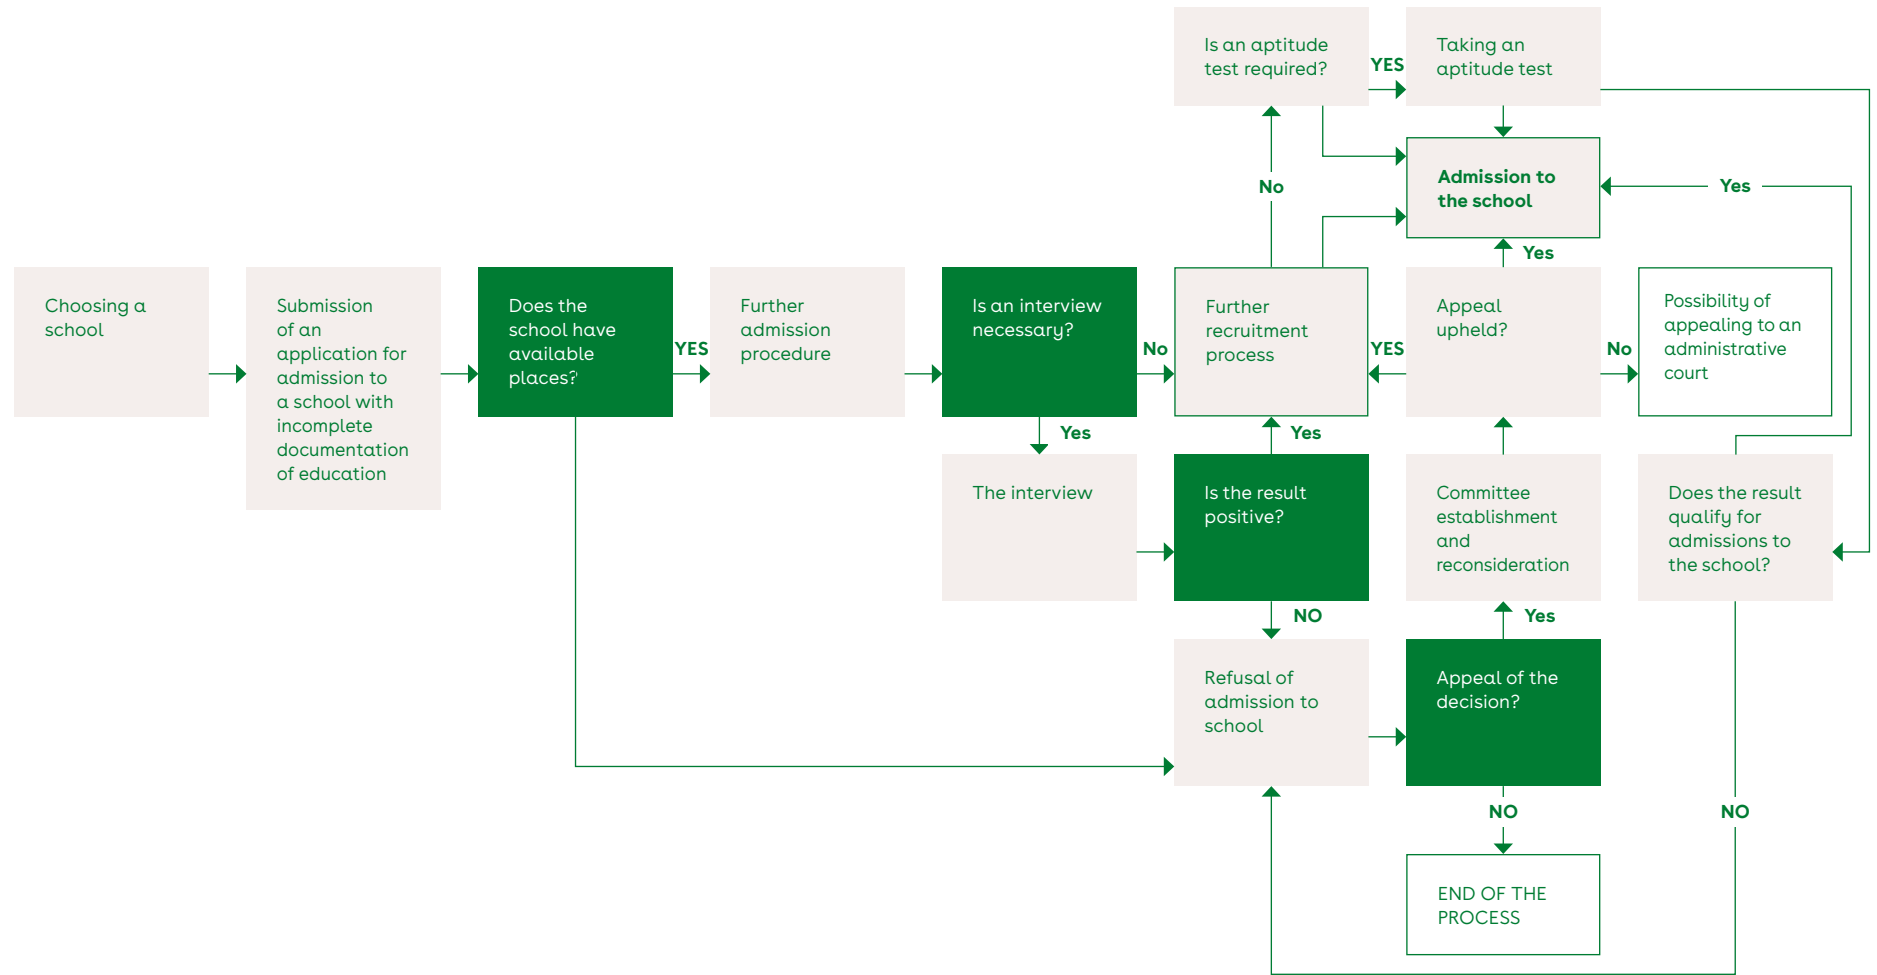 Is an aptitude
test required?
YES
Taking an
aptitude test
No
Admission to
the school
Yes
Choosing a
school
Submission
of an
application for
admission to
a school with
incomplete
documentation
of education
Does the
school have
available
places?
YES
Further
admission
procedure
Is an interview
necessary?
No
Further
recruitment
process
YES
Appeal
upheld?
Yes
No
Possibility of
appealing to an
administrative
court
Yes
The interview
Yes
Is the result
positive?
Committee
establishment
and
reconsideration
Does the result
qualify for
admissions to
the school?
NO
Yes
Refusal of
admission to
school
Appeal of the
decision?
NO
NO
END OF THE
PROCESS